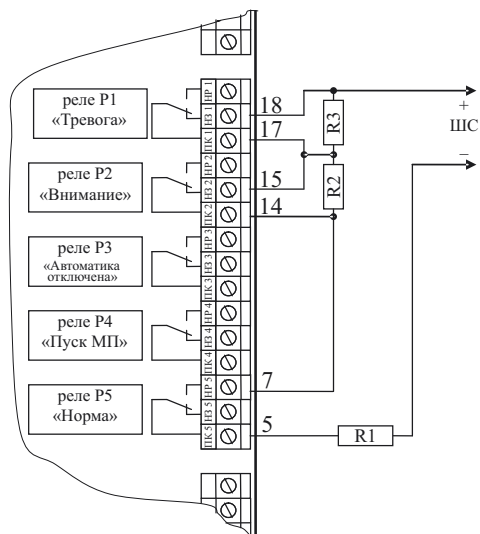 реле Р1
«Тревога»
реле Р2
«Внимание»
реле Р3
«Автоматика
отключена»
реле Р4
«Пуск МП»
реле Р5
«Норма»
НР 1
НЗ 1
ПК 1
НР 2
НЗ 2
ПК 2
НР 3
НЗ 3
ПК 3
НР 4
НЗ 4
ПК 4
НР 5
НЗ 5
ПК 5
18
17
15
14
7
5
R3
R2
R1
+
ШС
–